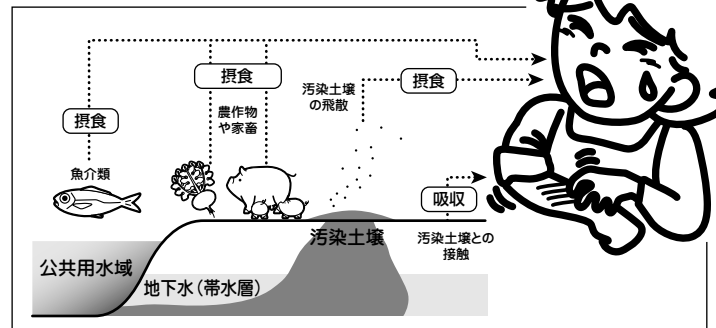 摂食
魚介類
摂食
農作物
や家畜
汚染土壌
の飛散
摂食
吸収
汚染土壌との
接触
汚染土壌
公共用水域
地下水（帯水層）